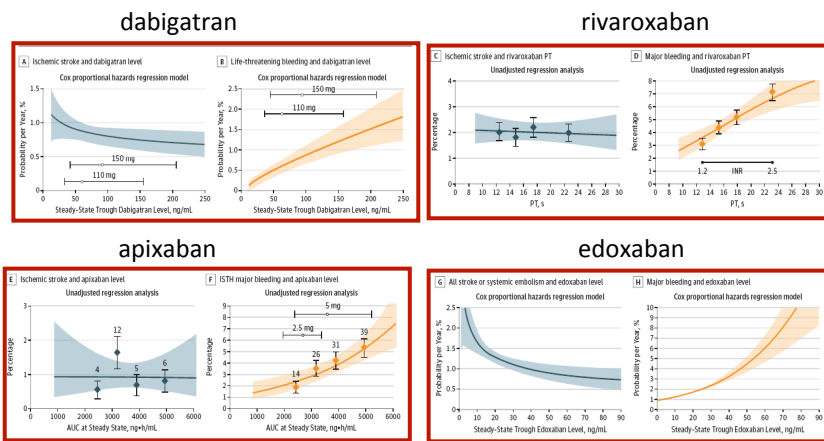 dabigatran
A Ischemic stroke and dabigatran level
Cox proportional hazards regression model
Probability per Year, %
1.5
1.0
0.5
0
150 mg
110 mg
0 50 100 150 200 250
Steady-State Trough Dabigatran Level, ng/mL
B Life-threatening bleeding and dabigatran level
Cox proportional hazards regression model
Probability per Year, %
2.5
2.0
1.5
1.0
0.5
0
150 mg
110 mg
0 50 100 150 200 250
Steady-State Trough Dabigatran Level, ng/mL
rivaroxaban
C Ischemic stroke and rivaroxaban PT
Unadjusted regression analysis
Percentage
4
3
2
1
0
8 10 12 14 16 18 20 22 24 26 28 30
PT, s
D Major bleeding and rivaroxaban PT
Unadjusted regression analysis
Percentage
8
7
6
5
4
3
2
1
0
1.2 INR 2.5
8 10 12 14 16 18 20 22 24 26 28 30
PT, s
apixaban
E Ischemic stroke and apixaban level
Unadjusted regression analysis
Percentage
3
2
1
0
4
12
5
6
0 1000 2000 3000 4000 5000 6000
AUC at Steady State, ng•h/mL
F ISTH major bleeding and apixaban level
Unadjusted regression analysis
Percentage
9
8
7
6
5
4
3
2
1
0
5 mg
2.5 mg
14
26
31
39
0 1000 2000 3000 4000 5000 6000
AUC at Steady State, ng•h/mL
edoxaban
G All stroke or systemic embolism and edoxaban level
Cox proportional hazards regression model
Probability per Year, %
2.5
2.0
1.5
1.0
0.5
0
0 10 20 30 40 50 60 70 80 90
Steady-State Trough Edoxaban Level, ng/mL
H Major bleeding and edoxaban level
Cox proportional hazards regression model
Probability per Year, %
10
9
8
7
6
5
4
3
2
1
0
0 10 20 30 40 50 60 70 80 90
Steady-State Trough Edoxaban Level, ng/mL